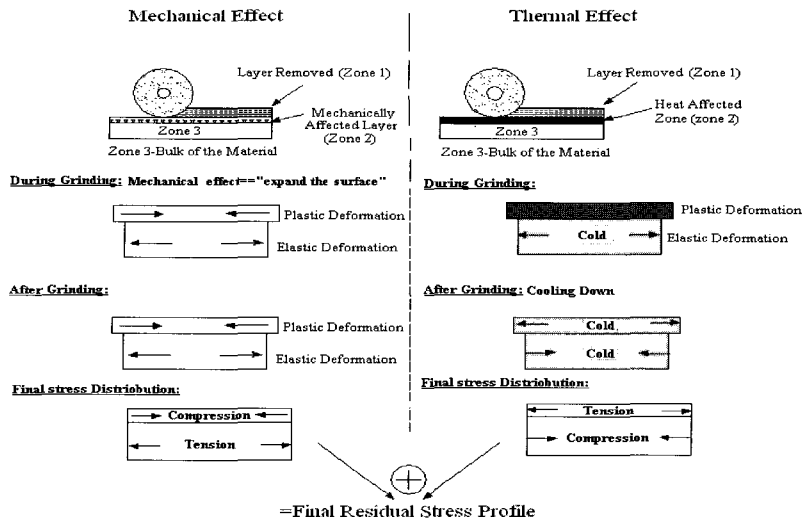 Mechanical Effect
Layer Removed (Zone 1)
Mechanically
Affected Layer
(Zone 2)
Zone 3
Zone 3-Bulk of the Material
During Grinding: Mechanical effect=="expand the surface"
Plastic Deformation
Elastic Deformation
After Grinding:
Plastic Deformation
Elastic Deformation
Final stress Distriobution:
Compression
Tension
Thermal Effect
Layer Removed (Zone 1)
Heat Affected
Zone (zone 2)
Zone 3
Zone 3-Bulk of the Material
During Grinding:
Plastic Deformation
Cold
Elastic Deformation
After Grinding: Cooling Down
Cold
Cold
Final stress Distriobution:
Tension
Compression
=Final Residual Stress Profile